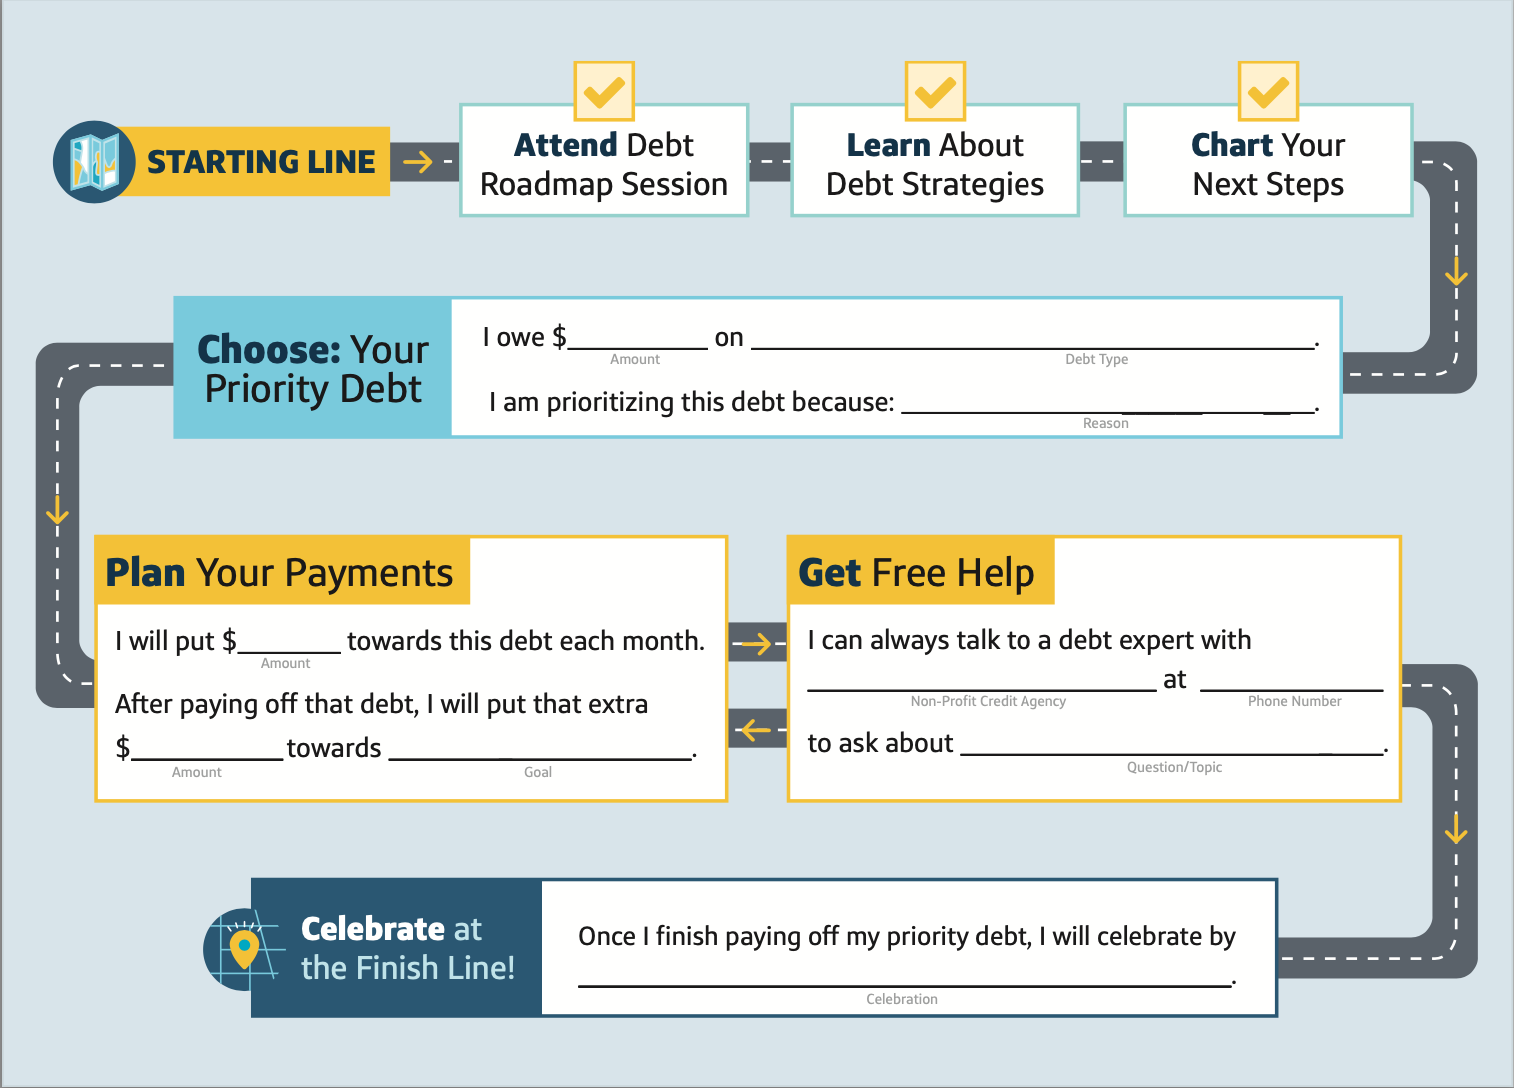 STARTING LINE
Attend Debt
Roadmap Session
Learn About
Debt Strategies
Chart Your
Next Steps
Choose: Your
Priority Debt
I owe $__________ on ________________________________________.
Amount
Debt Type
I am prioritizing this debt because: _____________________________.
Reason
Plan Your Payments
I will put $_______ towards this debt each month.
Amount
After paying off that debt, I will put that extra
$___________ towards ______________________.
Amount
Goal
Get Free Help
I can always talk to a debt expert with
_________________________ at _____________
Non-Profit Credit Agency
Phone Number
to ask about ______________________________.
Question/Topic
Celebrate at
the Finish Line!
Once I finish paying off my priority debt, I will celebrate by
______________________________________________.
Celebration